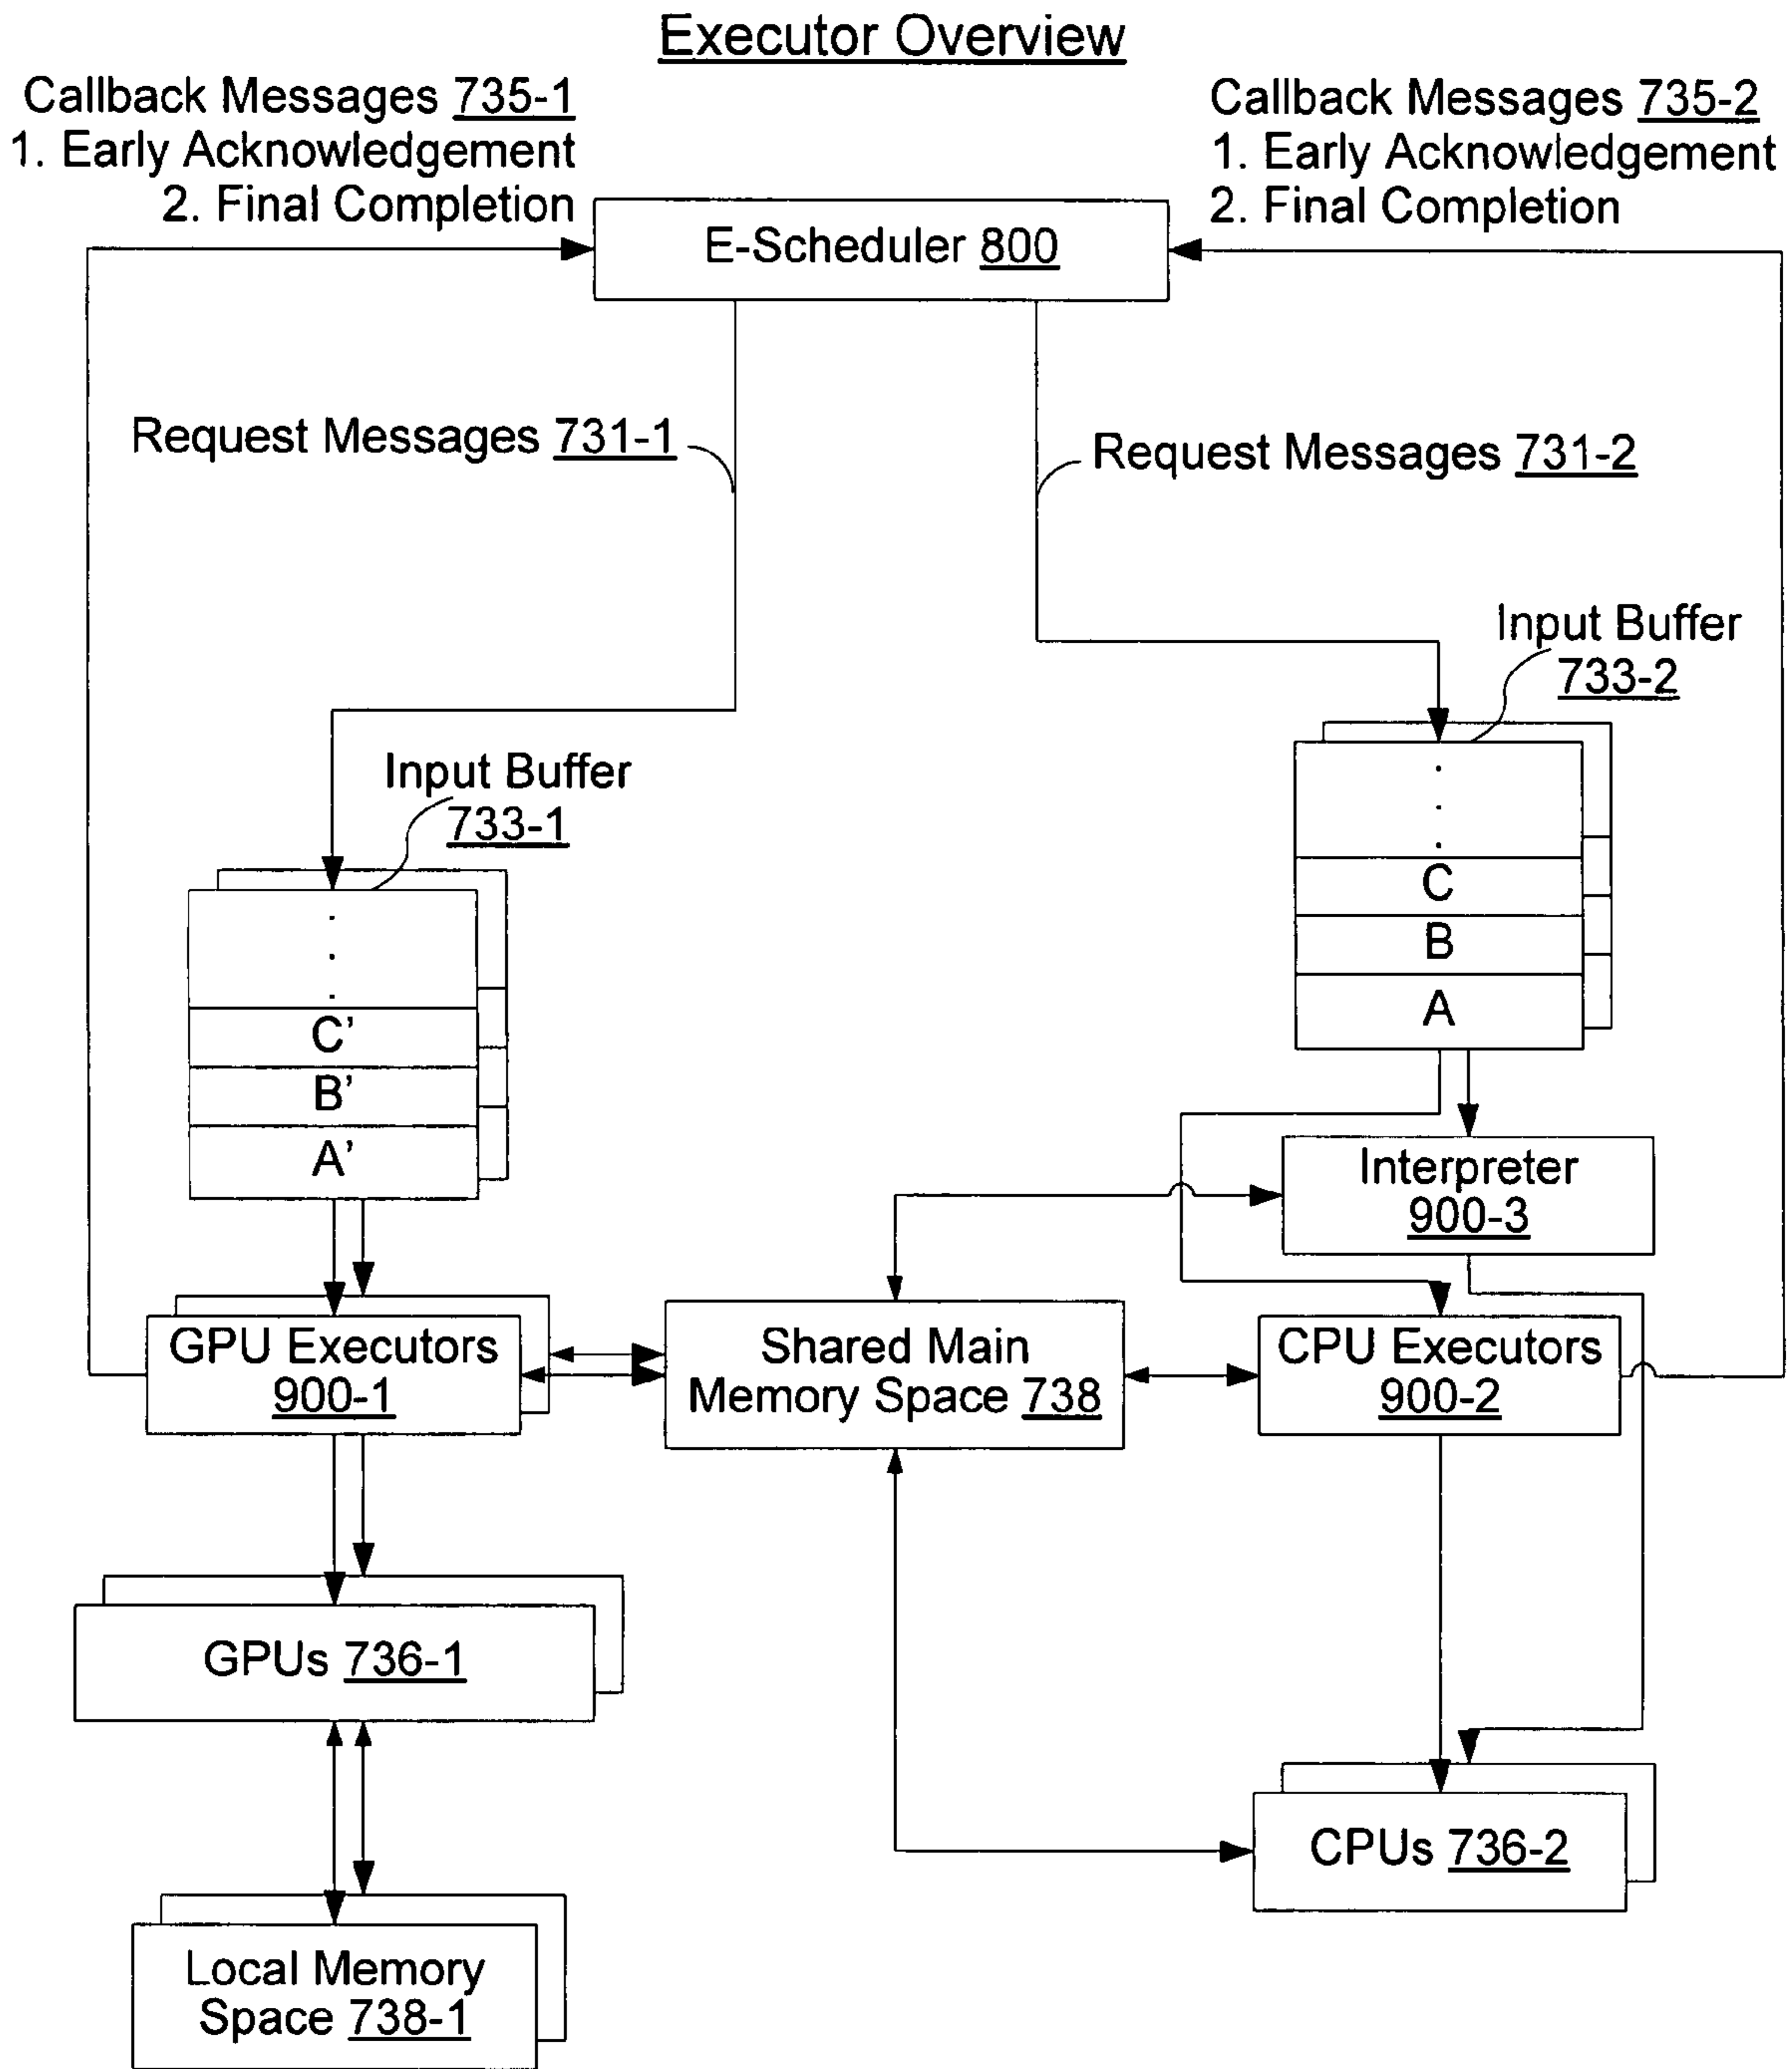 Executor Overview
Callback Messages 735-1
1. Early Acknowledgement
2. Final Completion
Callback Messages 735-2
1. Early Acknowledgement
2. Final Completion
E-Scheduler 800
Request Messages 731-1
Request Messages 731-2
Input Buffer
733-2
Input Buffer
733-1
.
.
.
C
B
A
.
.
.
C’
B’
A’
Interpreter
900-3
GPU Executors
900-1
Shared Main
Memory Space 738
CPU Executors
900-2
GPUs 736-1
CPUs 736-2
Local Memory
Space 738-1